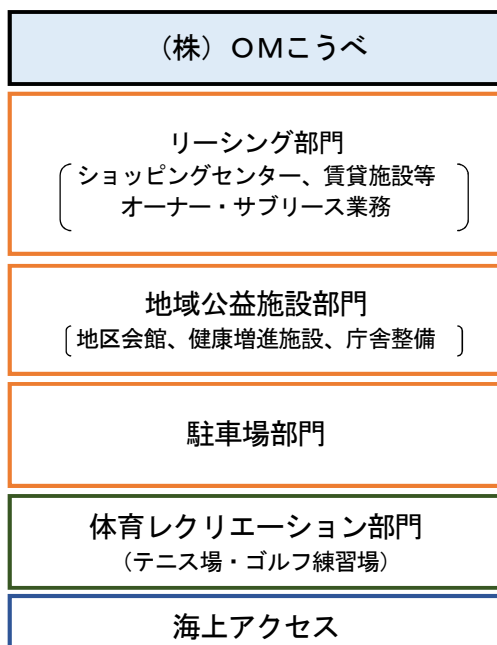 （株）ＯＭこうべ
リーシング部門
ショッピングセンター、賃貸施設等
オーナー・サブリース業務
地域公益施設部門
〔地区会館、健康増進施設、庁舎整備　〕
駐車場部門
体育レクリエーション部門
（テニス場・ゴルフ練習場）
海上アクセス